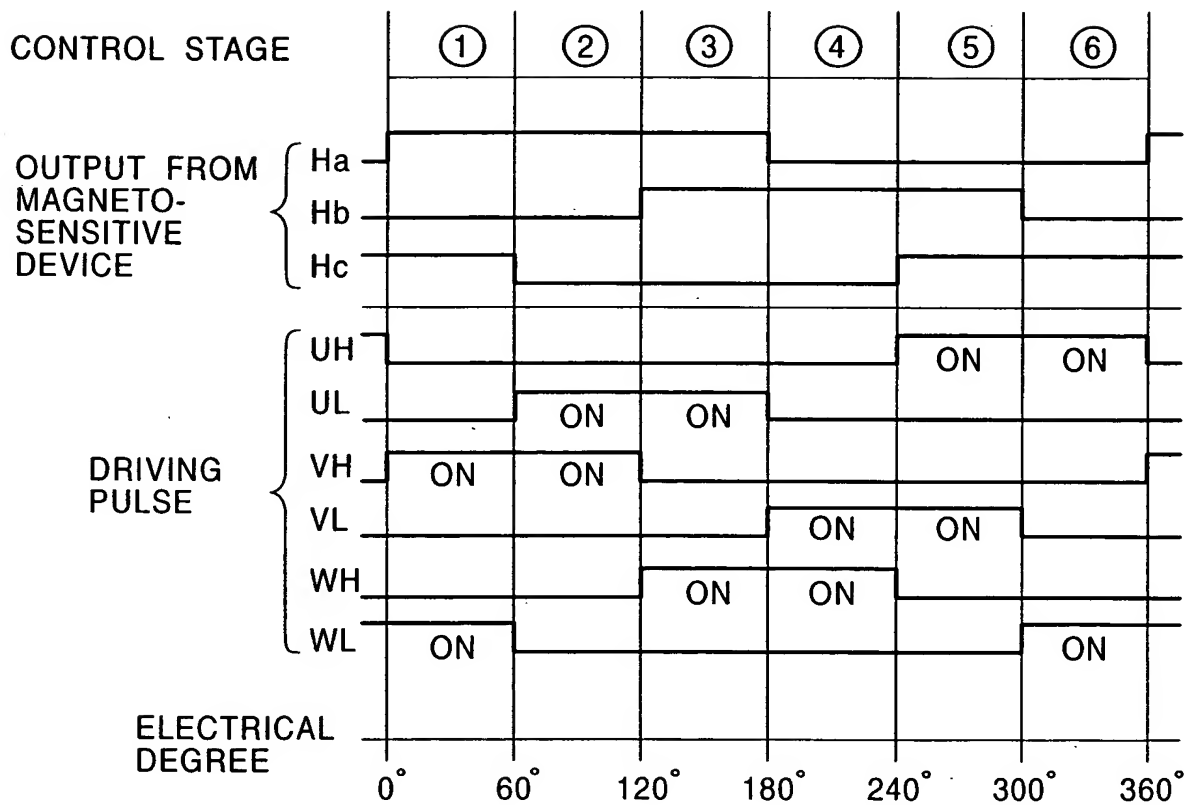 CONTROL STAGE ① ② ③ ④ ⑤ ⑥
OUTPUT FROM
MAGNETO-
SENSITIVE
DEVICE
Ha
Hb
Hc
DRIVING
PULSE
UH ON ON
UL ON ON
VH ON ON
VL ON ON
WH ON ON
WL ON ON
ELECTRICAL
DEGREE
0° 60° 120° 180° 240° 300° 360°